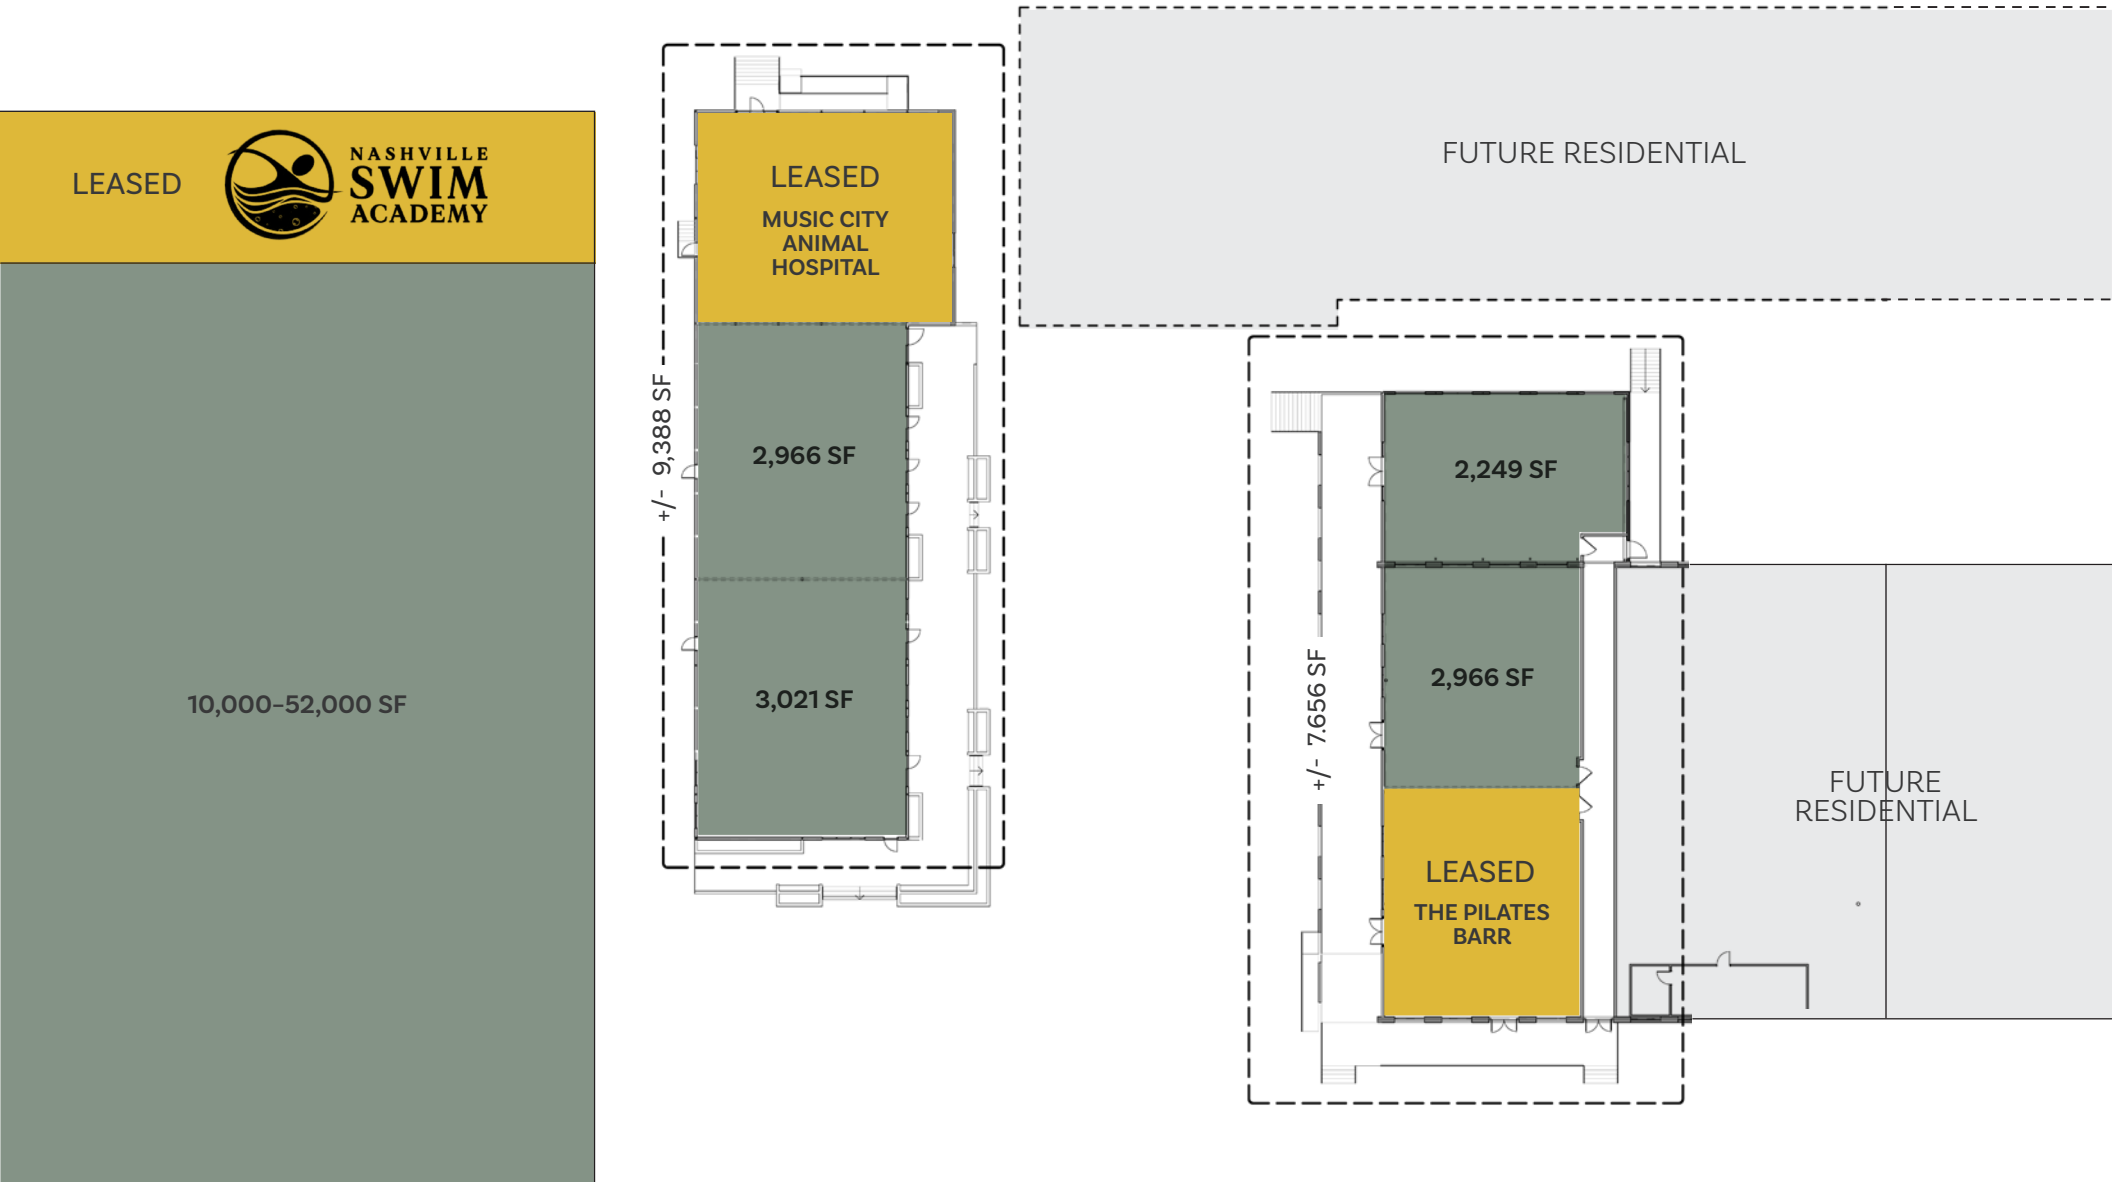 LEASED
NASHVILLE
SWIM
ACADEMY
10,000-52,000 SF
+/- 9,388 SF
LEASED
MUSIC CITY
ANIMAL
HOSPITAL
2,966 SF
3,021 SF
FUTURE RESIDENTIAL
+/- 7.656 SF
2,249 SF
2,966 SF
LEASED
THE PILATES
BARR
FUTURE
RESIDENTIAL